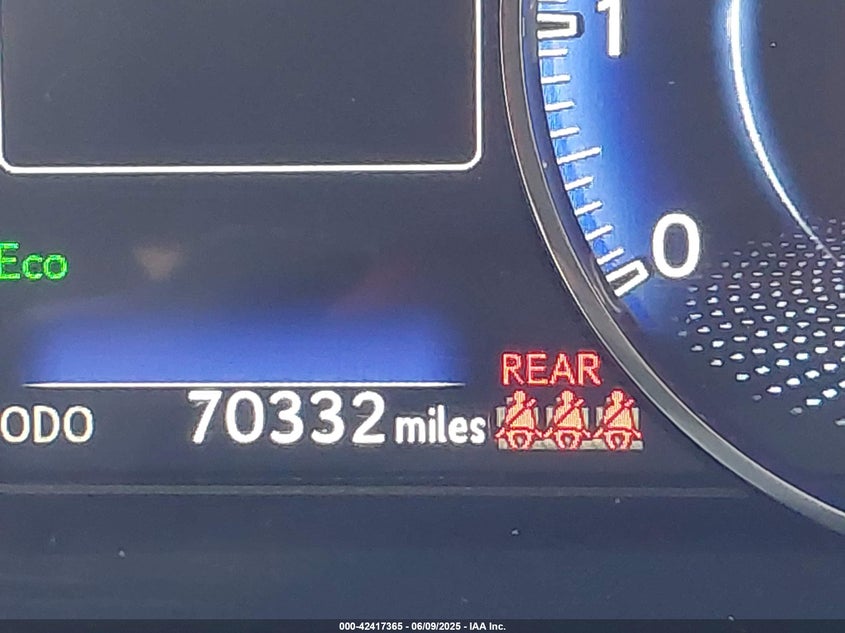 1
0
Eco
REAR
ODO 70332 miles
000-42417365 - 06/09/2025 - IAA Inc.